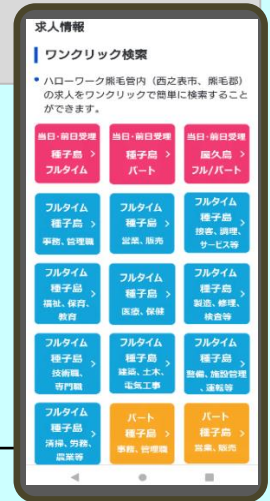 求人情報
ワンクリック検索
• ハローワーク熊毛管内（西之表市、熊毛郡）
の求人をワンクリックで簡単に検索すること
ができます。
当日・前日受理
種子島 >
フルタイム
当日・前日受理
種子島 >
パート
当日・前日受理
屋久島 >
フル/パート
フルタイム
種子島 >
事務、管理職
フルタイム
種子島 >
営業、販売
フルタイム
種子島 >
接客、調理、
サービス等
フルタイム
種子島 >
福祉、保育、
教育
フルタイム
種子島 >
医療、保健
フルタイム
種子島 >
製造、修理、
検査等
フルタイム
種子島 >
技術職、
専門職
フルタイム
種子島 >
建築、土木、
電気工事
フルタイム
種子島 >
警備、施設管理
、運転等
フルタイム
種子島 >
清掃、労務、
農業等
パート
種子島 >
事務、管理職
パート
種子島 >
営業、販売